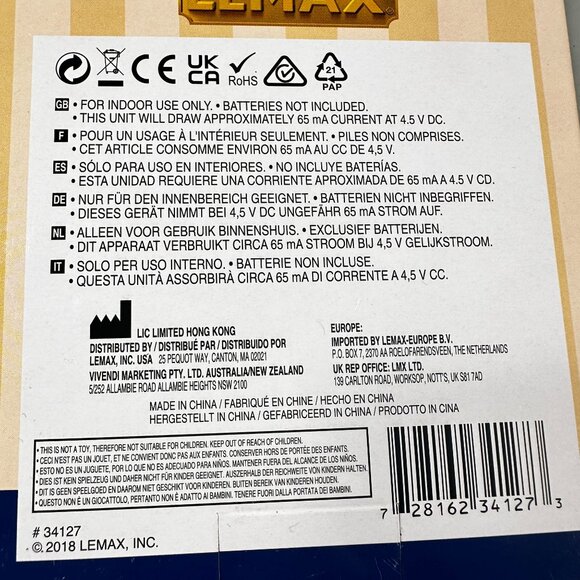 LEMAX
CE UK CA RoHS 21 PAP
GB • FOR INDOOR USE ONLY. • BATTERIES NOT INCLUDED.
• THIS UNIT WILL DRAW APPROXIMATELY 65 mA CURRENT AT 4.5 V DC.
F • POUR UN USAGE À L'INTÉRIEUR SEULEMENT. • PILES NON COMPRISES.
• CET ARTICLE CONSOMME ENVIRON 65 mA AU CC DE 4,5 V.
ES • SÓLO PARA USO EN INTERIORES. • NO INCLUYE BATERÍAS.
• ESTA UNIDAD REQUIERE UNA CORRIENTE APROXIMADA DE 65 mA A 4.5 V CD.
DE • NUR FÜR DEN INNENBEREICH GEEIGNET. • BATTERIEN NICHT INBEGRIFFEN.
• DIESES GERÄT NIMMT BEI 4,5 V DC UNGEFÄHR 65 mA STROM AUF.
NL • ALLEEN VOOR GEBRUIK BINNENSHUIS. • EXCLUSIEF BATTERIJEN.
• DIT APPARAAT VERBRUIKT CIRCA 65 mA STROOM BIJ 4,5 V GELIJKSTROOM.
IT • SOLO PER USO INTERNO. • BATTERIE NON INCLUSE.
• QUESTA UNITÀ ASSORBIRÀ CIRCA 65 mA DI CORRENTE A 4,5 V CC.
LIC LIMITED HONG KONG
DISTRIBUTED BY / DISTRIBUÉ PAR / DISTRIBUIDO POR
LEMAX, INC. USA 25 PEQUOT WAY, CANTON, MA 02021
VIVENDI MARKETING PTY. LTD. AUSTRALIA/NEW ZEALAND
5/252 ALLAMBIE ROAD ALLAMBIE HEIGHTS NSW 2100
EUROPE:
IMPORTED BY LEMAX-EUROPE B.V.
P.O. BOX 7, 2370 AA ROELOFARENDSVEEN, THE NETHERLANDS
UK REP OFFICE: LMX LTD.
139 CARLTON ROAD, WORKSOP, NOTT'S, UK S81 7AD
MADE IN CHINA / FABRIQUÉ EN CHINE / HECHO EN CHINA
HERGESTELLT IN CHINA / GEFABRICEERD IN CHINA / PRODOTTO IN CINA
• THIS IS NOT A TOY, THEREFORE NOT SUITABLE FOR CHILDREN. KEEP OUT OF REACH OF CHILDREN.
• CECI N'EST PAS UN JOUET, ET NE CONVIENT DONC PAS AUX ENFANTS. CONSERVER HORS DE PORTÉE DES ENFANTS.
• ESTO NO ES UN JUGUETE, POR LO QUE NO ES ADECUADO PARA NIÑOS. MANTENER FUERA DEL ALCANCE DE LOS NIÑOS.
• DIES IST KEIN SPIELZEUG UND DAHER NICHT FÜR KINDER GEEIGNET. AUSSERHALB DER REICHWEITE VON KINDERN HALTEN.
• DIT IS GEEN SPEELGOED EN DAAROM NIET GESCHIKT VOOR KINDEREN. BUITEN BEREIK VAN KINDEREN HOUDEN.
• QUESTO NON È UN GIOCATTOLO, PERTANTO NON È ADATTO AI BAMBINI. TENERE FUORI DALLA PORTATA DEI BAMBINI.
7 28162 34127 3
# 34127
© 2018 LEMAX, INC.